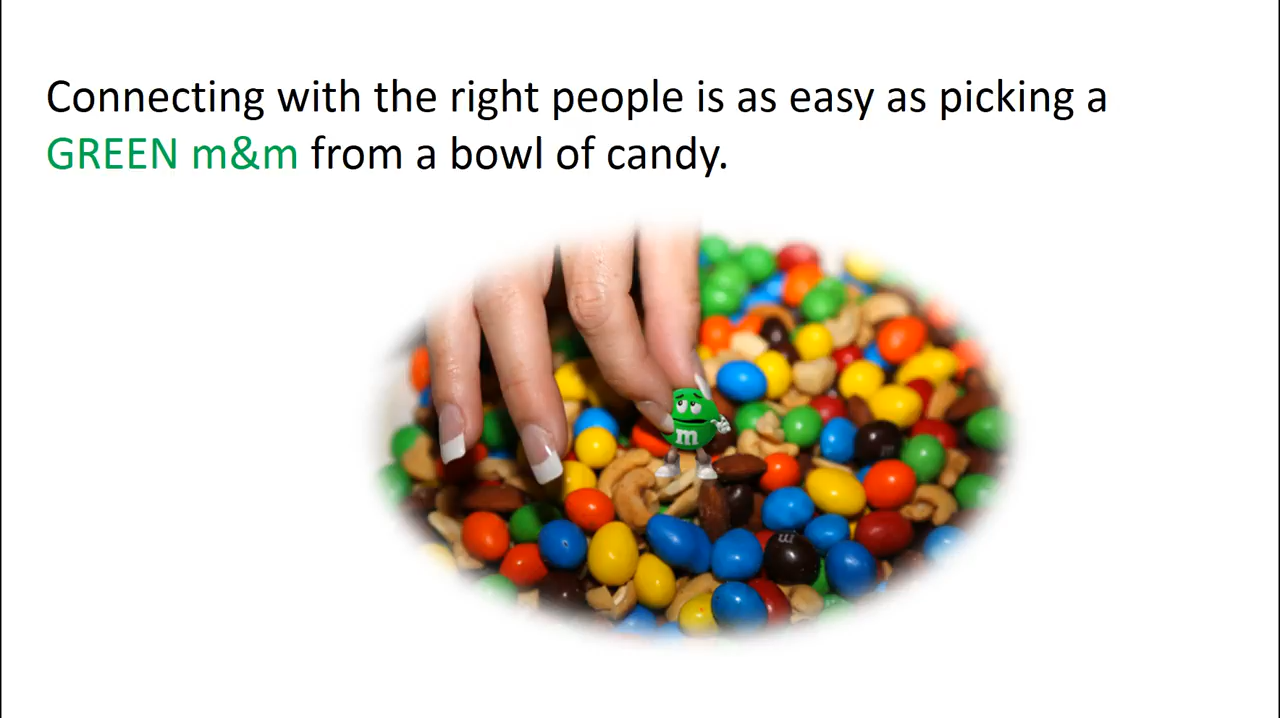 Connecting with the right people is as easy as picking a
GREEN m&m from a bowl of candy.
m
m